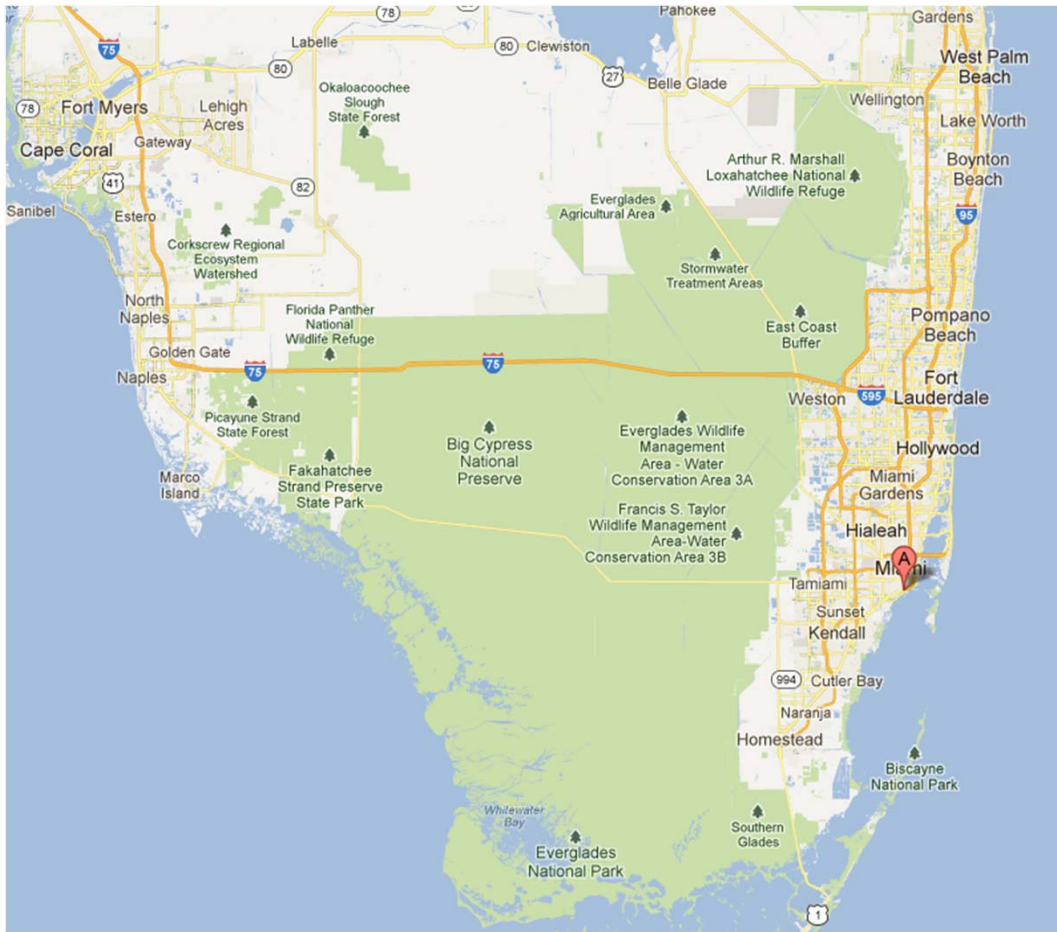 78
Pahokee
Gardens
75
Labelle
80
Clewiston
West Palm
Beach
80
27
Belle Glade
Okaloacoochee
Slough
State Forest
Wellington
78
Fort Myers
Lehigh
Acres
Lake Worth
Gateway
Cape Coral
Arthur R. Marshall
Loxahatchee National
Wildlife Refuge
Boynton
Beach
41
82
Sanibel
Estero
Everglades
Agricultural Area
95
Corkscrew Regional
Ecosystem
Watershed
Stormwater
Treatment Areas
North
Naples
Florida Panther
National
Wildlife Refuge
East Coast
Buffer
Pompano
Beach
Golden Gate
75
75
Naples
Fort
Lauderdale
Weston
595
Picayune Strand
State Forest
Everglades Wildlife
Management
Area - Water
Conservation Area 3A
Big Cypress
National
Preserve
Hollywood
Fakahatchee
Strand Preserve
State Park
Marco
Island
Miami
Gardens
Francis S. Taylor
Wildlife Management
Area-Water
Conservation Area 3B
Hialeah
A
Miami
Tamiami
Sunset
Kendall
994
Cutler Bay
Naranja
Homestead
Biscayne
National Park
Whitewater
Bay
Southern
Glades
Everglades
National Park
1